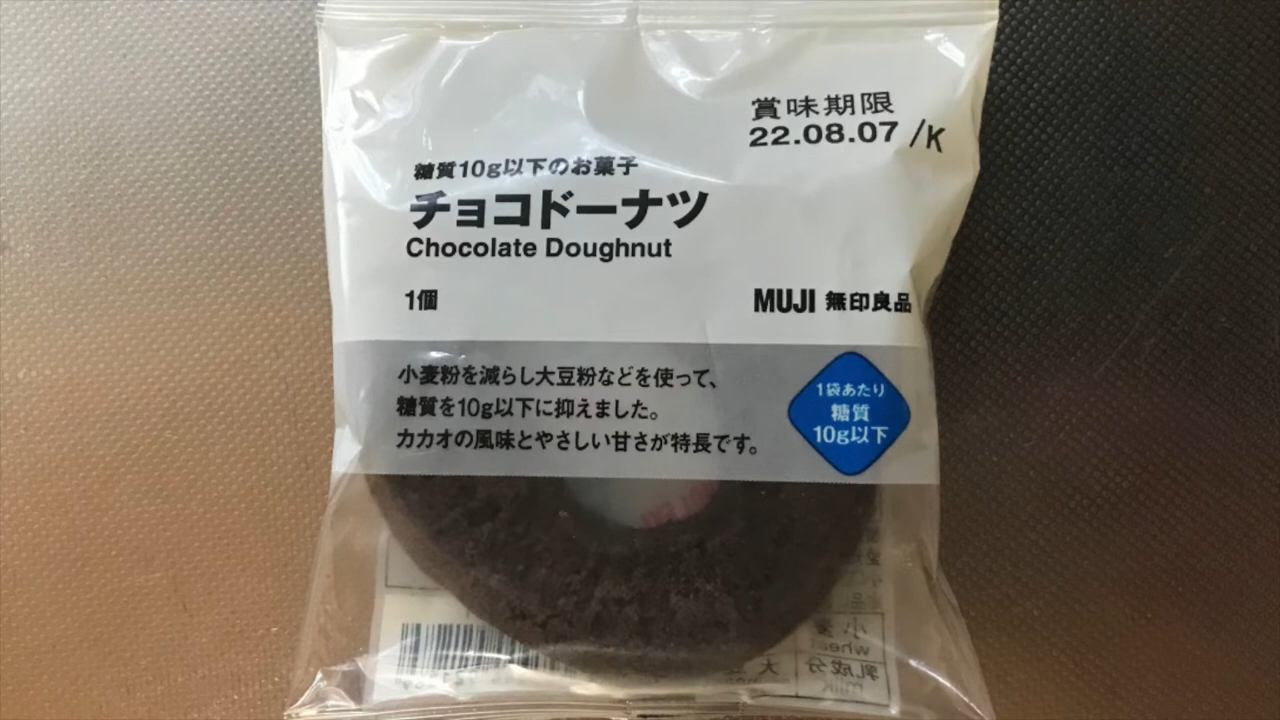 賞味期限
22.08.07 /K
糖質10g以下のお菓子
チョコドーナツ
Chocolate Doughnut
1個
MUJI 無印良品
小麦粉を減らし大豆粉などを使って、
糖質を10g以下に抑えました。
カカオの風味とやさしい甘さが特長です。
1袋あたり
糖質
10g以下
小麦
乳成分
milk